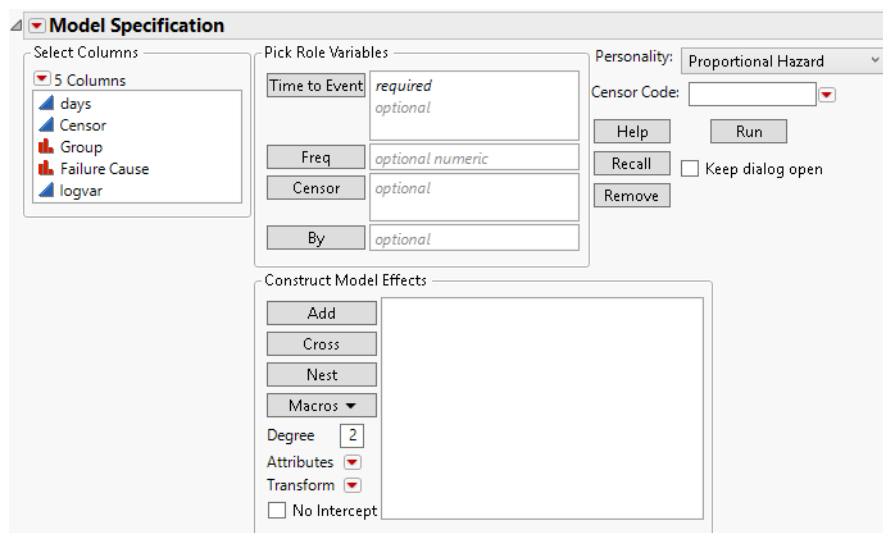 Model Specification
Select Columns
5 Columns
days
Censor
Group
Failure Cause
logvar
Pick Role Variables
Time to Event
required
optional
Freq
optional numeric
Censor
optional
By
optional
Personality:
Proportional Hazard
Censor Code:
Help
Run
Recall
Keep dialog open
Remove
Construct Model Effects
Add
Cross
Nest
Macros
Degree 2
Attributes
Transform
No Intercept